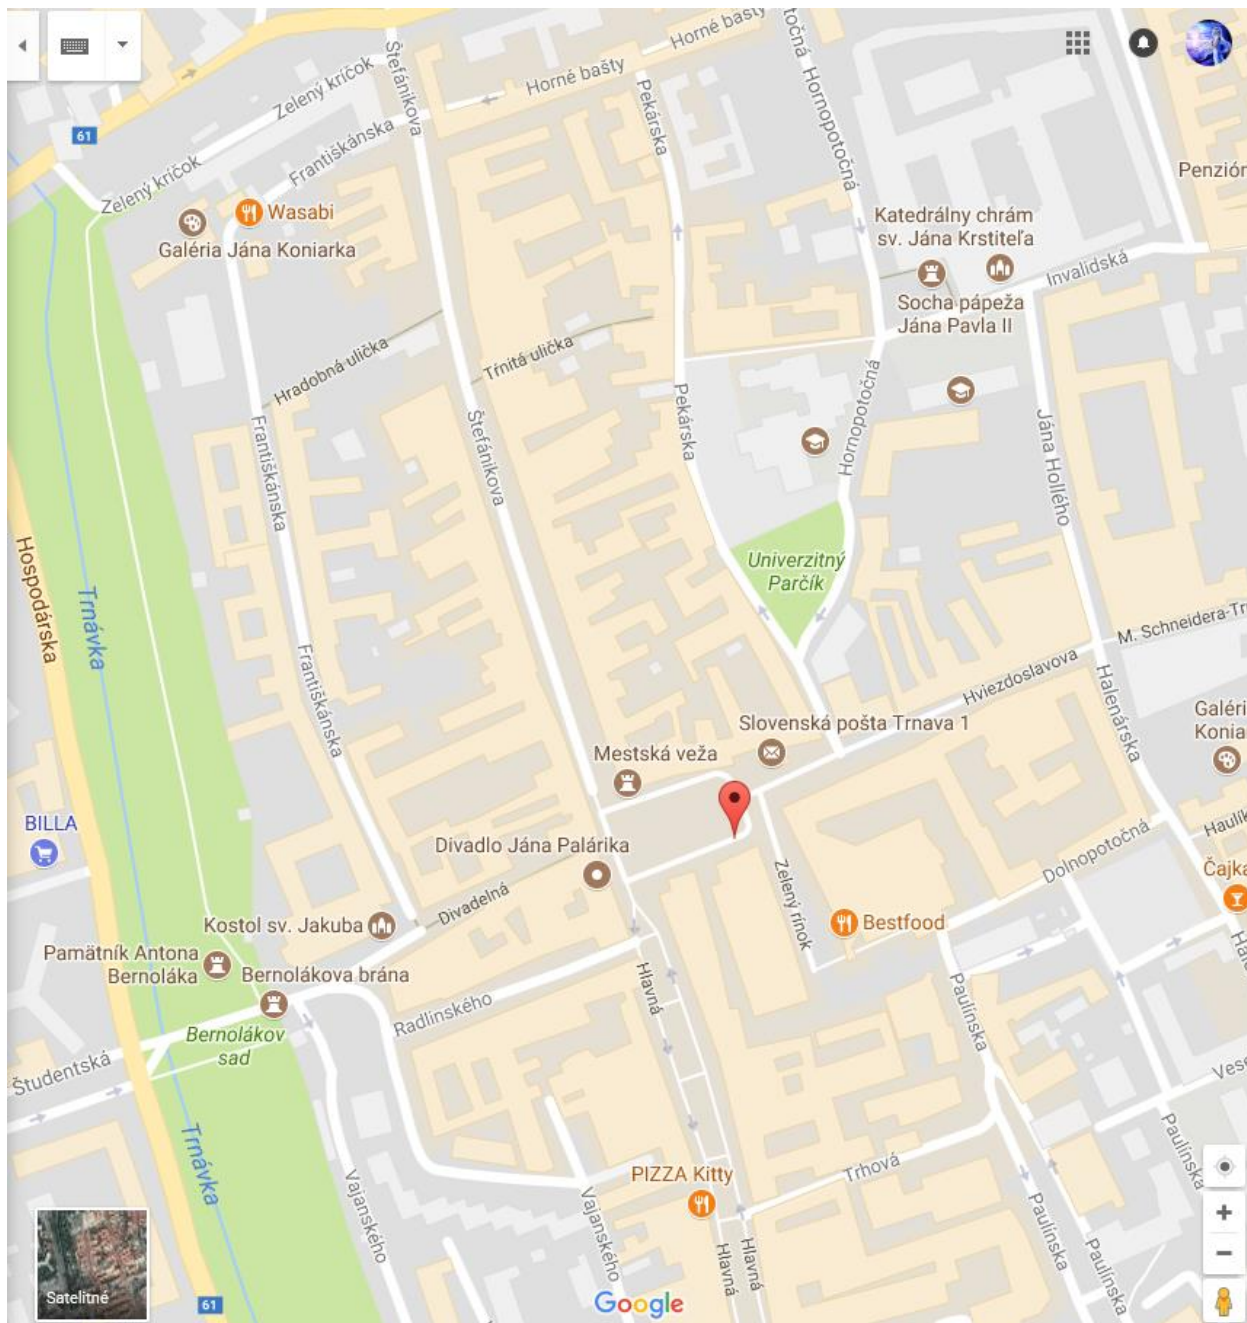 Horné bašty
Štefánikova
Zelený kríčok
Horné bašty
Pekárska
Hornopotočná
61
Františkánska
Zelený kríčok
Wasabi
Galéria Jána Koniarka
Katedrálny chrám
sv. Jána Krstiteľa
Invalidská
Socha pápeža
Jána Pavla II
Hradobná ulička
Tŕnitá ulička
Pekárska
Hornopotočná
Jána Hollého
Františkánska
Štefánikova
Hospodárska
Trnávka
Univerzitný
Parčík
M. Schneidera-Tr
Hviezdoslavova
Halenárska
Františkánska
Slovenská pošta Trnava 1
Mestská veža
BILLA
Divadlo Jána Palárika
Divadelná
Zelený rínok
Dolnopotočná
Čajka
Kostol sv. Jakuba
Bestfood
Pamätník Antona
Bernoláka
Bernolákova brána
Hlavná
Radlinského
Paulínska
Bernolákov
sad
Študentská
Trnávka
Paulínska
Vajanského
PIZZA Kitty
Trhová
Vajanského
Hlavná
Hlavná
Paulínska
Paulínska
Satelitné
61
Google